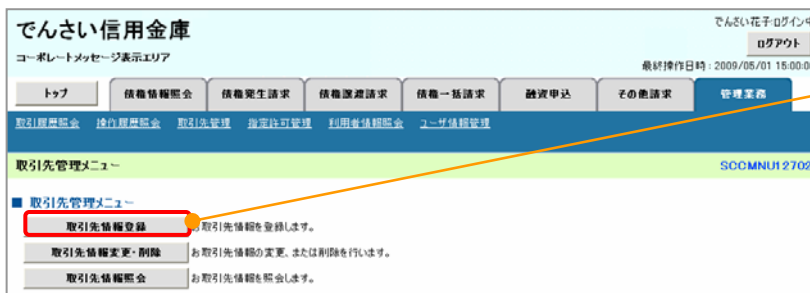 でんさい信用金庫
コーポレートメッセージ表示エリア
でんさい花子:ログイン中
ログアウト
最終操作日時:2009/05/01 15:00:0
トップ 債権情報照会 債権発生請求 債権譲渡請求 債権一括請求 融資申込 その他請求 管理業務
取引履歴照会 操作履歴照会 取引先管理 指定許可管理 利用者情報照会 ユーザ情報管理
取引先管理メニュー SCCMNU12702
■ 取引先管理メニュー
取引先情報登録 お取引先情報を登録します。
取引先情報変更・削除 お取引先情報の変更、または削除を行います。
取引先情報照会 お取引先情報を照会します。